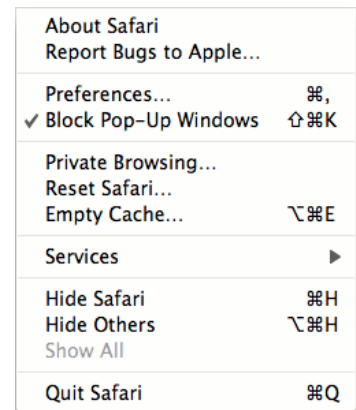 About Safari
Report Bugs to Apple...
Preferences... ⌘,
✓ Block Pop-Up Windows ⇧⌘K
Private Browsing...
Reset Safari...
Empty Cache... ⌥⌘E
Services ▶
Hide Safari ⌘H
Hide Others ⌥⌘H
Show All
Quit Safari ⌘Q